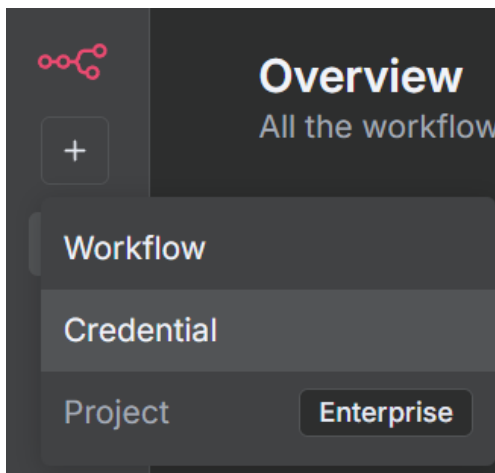 Overview
All the workflow
Workflow
Credential
Project Enterprise